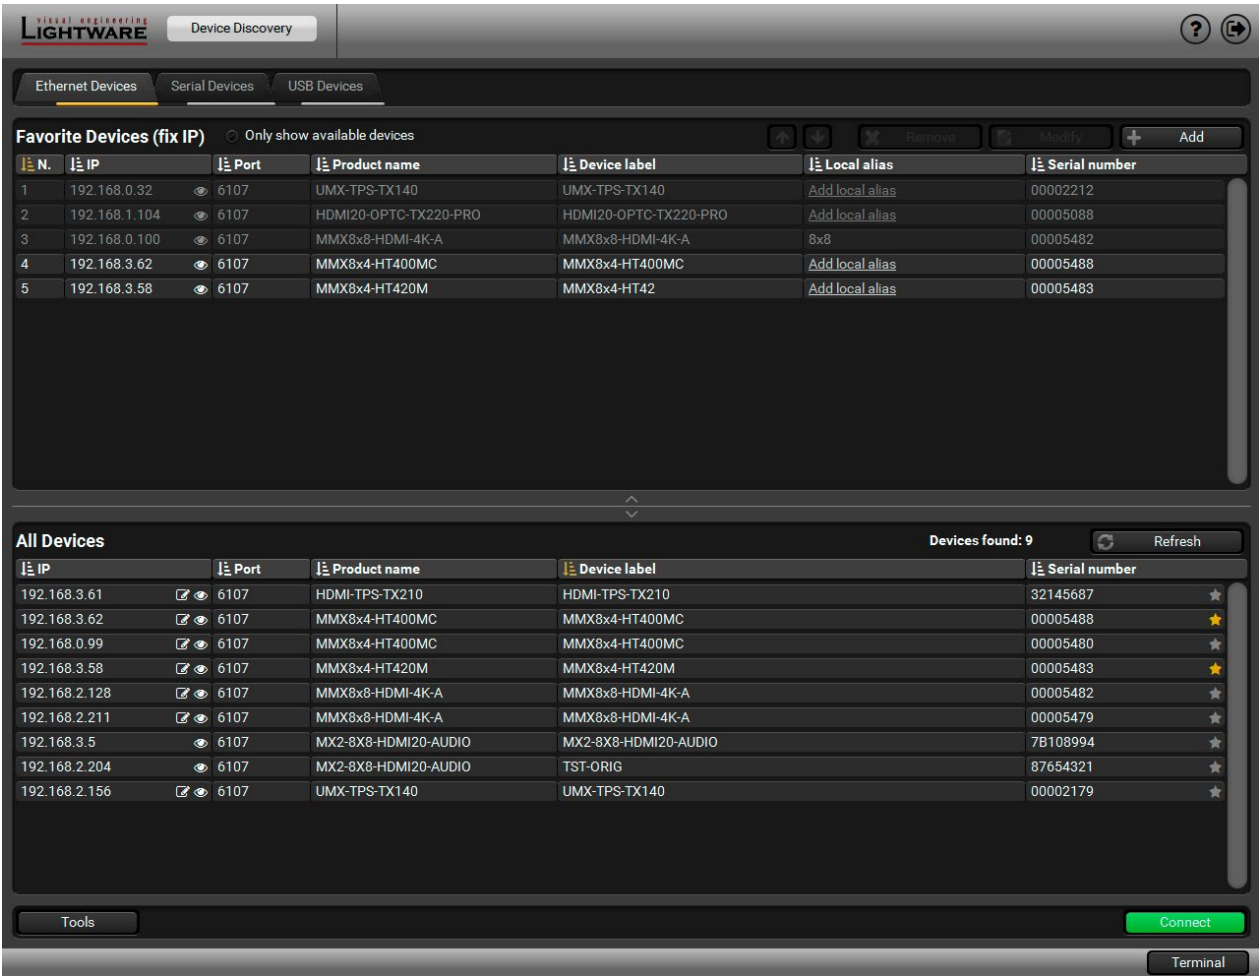 visual engineering
LIGHTWARE
Device Discovery
?
Ethernet Devices Serial Devices USB Devices
Favorite Devices (fix IP) Only show available devices Remove Modify Add
N. IP Port Product name Device label Local alias Serial number
1 192.168.0.32 6107 UMX-TPS-TX140 UMX-TPS-TX140 Add local alias 00002212
2 192.168.1.104 6107 HDMI20-OPTC-TX220-PRO HDMI20-OPTC-TX220-PRO Add local alias 00005088
3 192.168.0.100 6107 MMX8x8-HDMI-4K-A MMX8x8-HDMI-4K-A 8x8 00005482
4 192.168.3.62 6107 MMX8x4-HT400MC MMX8x4-HT400MC Add local alias 00005488
5 192.168.3.58 6107 MMX8x4-HT420M MMX8x4-HT42 Add local alias 00005483
All Devices Devices found: 9 Refresh
IP Port Product name Device label Serial number
192.168.3.61 6107 HDMI-TPS-TX210 HDMI-TPS-TX210 32145687
192.168.3.62 6107 MMX8x4-HT400MC MMX8x4-HT400MC 00005488
192.168.0.99 6107 MMX8x4-HT400MC MMX8x4-HT400MC 00005480
192.168.3.58 6107 MMX8x4-HT420M MMX8x4-HT420M 00005483
192.168.2.128 6107 MMX8x8-HDMI-4K-A MMX8x8-HDMI-4K-A 00005482
192.168.2.211 6107 MMX8x8-HDMI-4K-A MMX8x8-HDMI-4K-A 00005479
192.168.3.5 6107 MX2-8X8-HDMI20-AUDIO MX2-8X8-HDMI20-AUDIO 7B108994
192.168.2.204 6107 MX2-8X8-HDMI20-AUDIO TST-ORIG 87654321
192.168.2.156 6107 UMX-TPS-TX140 UMX-TPS-TX140 00002179
Tools Connect
Terminal